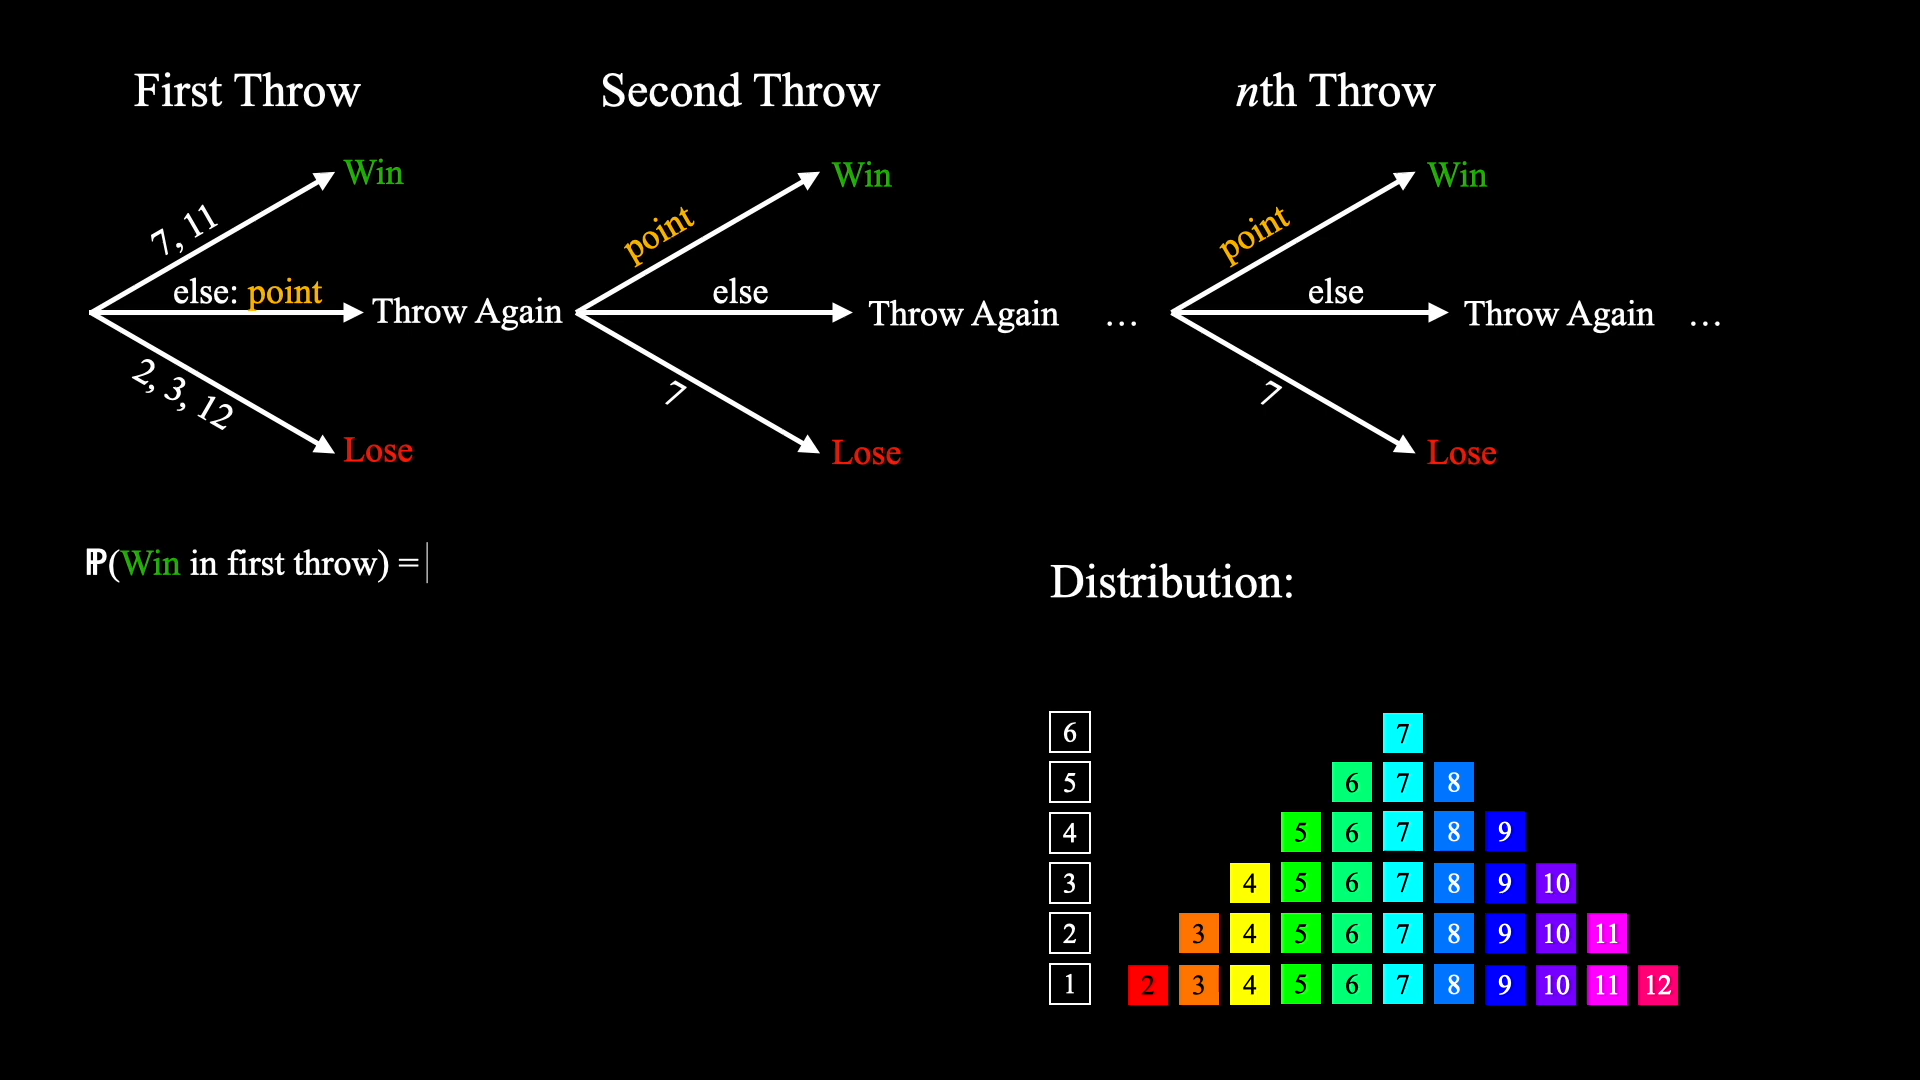 First Throw Second Throw nth Throw
Win Win Win
7, 11 point point
else: point else else
Throw Again Throw Again … Throw Again …
2, 3, 12 7 7
Lose Lose Lose
ℙ(Win in first throw) =
Distribution:
6 7
5 6 7 8
4 5 6 7 8 9
3 4 5 6 7 8 9 10
2 3 4 5 6 7 8 9 10 11
1 2 3 4 5 6 7 8 9 10 11 12